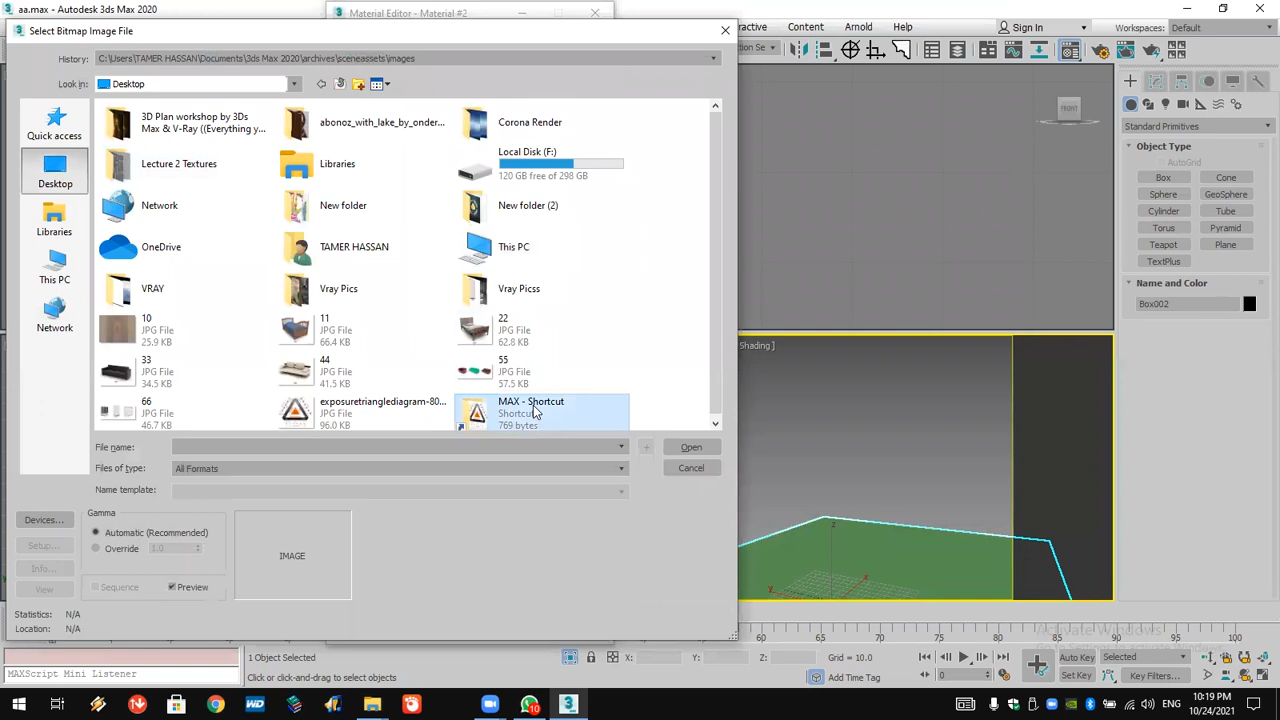 aa.max - Autodesk 3ds Max 2020
Material Editor - Material #2
Select Bitmap Image File
Content
Arnold
Sign In
Workspaces: Default
History: C:\Users\TAMER HASSAN\Documents\3ds Max 2020\archives\sceneassets\images
Look in: Desktop
Quick access
Desktop
Libraries
This PC
Network
3D Plan workshop by 3Ds
Max & V-Ray ((Everything y...
abonoz_with_lake_by_onder...
Corona Render
Lecture 2 Textures
Libraries
Local Disk (F:)
120 GB free of 298 GB
Network
New folder
New folder (2)
OneDrive
TAMER HASSAN
This PC
VRAY
Vray Pics
Vray Picss
10
JPG File
25.9 KB
11
JPG File
66.4 KB
22
JPG File
62.8 KB
33
JPG File
34.5 KB
44
JPG File
41.5 KB
55
JPG File
57.5 KB
66
JPG File
46.7 KB
exposuretrianglediagram-80...
JPG File
96.0 KB
MAX - Shortcut
Shortcut
769 bytes
File name:
Open
Files of type: All Formats
Cancel
Name template:
Devices...
Setup...
Info...
View
Gamma
Automatic (Recommended)
Override 1.0
Sequence
Preview
IMAGE
Statistics: N/A
Location: N/A
FRONT
Shading ]
Standard Primitives
Object Type
AutoGrid
Box
Cone
Sphere
GeoSphere
Cylinder
Tube
Torus
Pyramid
Teapot
Plane
TextPlus
Name and Color
Box002
z
x
y
60 65 70 75 80 85 90 95 100
Activate Windows
MAXScript Mini Listener
1 Object Selected
Click or click-and-drag to select objects
X:
Y:
Z:
Grid = 10.0
Add Time Tag
0
Auto Key
Selected
Set Key
Key Filters...
10
ENG
10:19 PM
10/24/2021